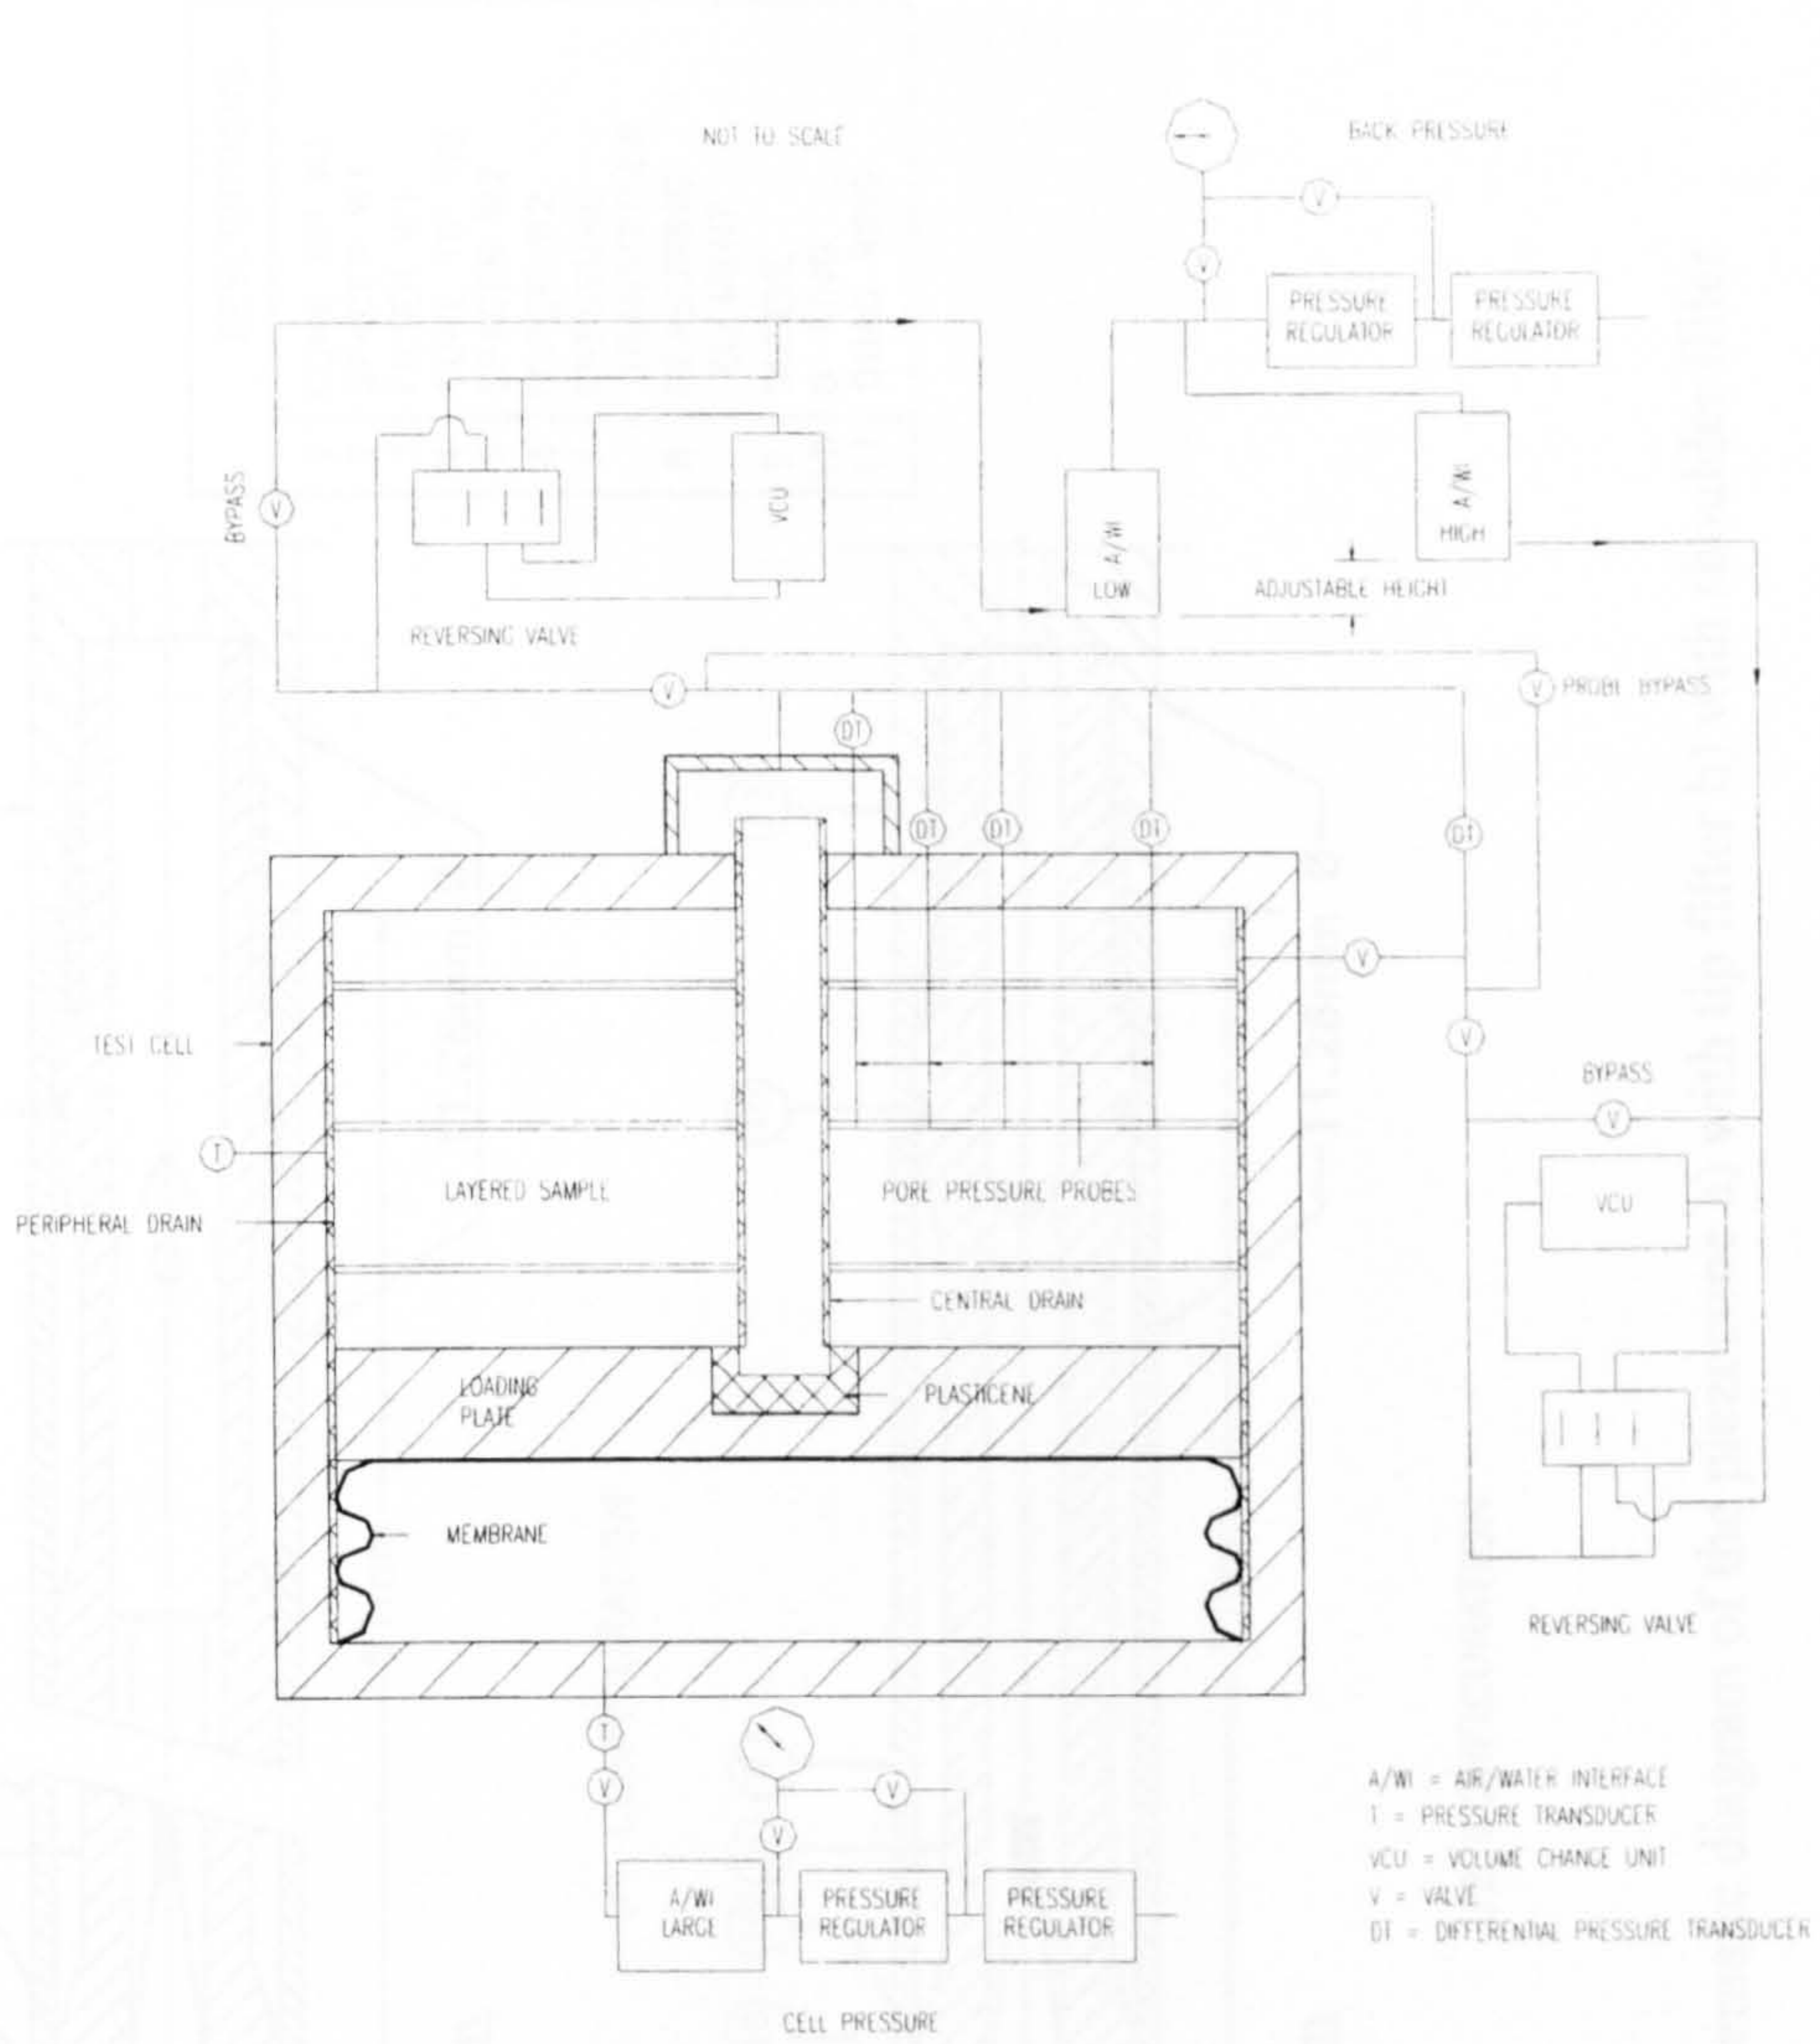 NOT TO SCALE
BACK PRESSURE
V
V
PRESSURE
REGULATOR
PRESSURE
REGULATOR
BYPASS
V
VCU
A/WI
LOW
A/WI
HIGH
ADJUSTABLE HEIGHT
REVERSING VALVE
V
V
PROBE BYPASS
DT
DT
DT
DT
DT
V
TEST CELL
V
BYPASS
V
T
LAYERED SAMPLE
PORE PRESSURE PROBES
VCU
PERIPHERAL DRAIN
CENTRAL DRAIN
LOADING
PLATE
PLASTICENE
MEMBRANE
REVERSING VALVE
T
V
V
V
A/WI
LARGE
PRESSURE
REGULATOR
PRESSURE
REGULATOR
CELL PRESSURE
A/WI = AIR/WATER INTERFACE
T = PRESSURE TRANSDUCER
VCU = VOLUME CHANGE UNIT
V = VALVE
DT = DIFFERENTIAL PRESSURE TRANSDUCER